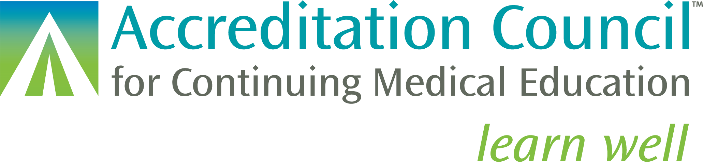 Accreditation Council™
for Continuing Medical Education
learn well